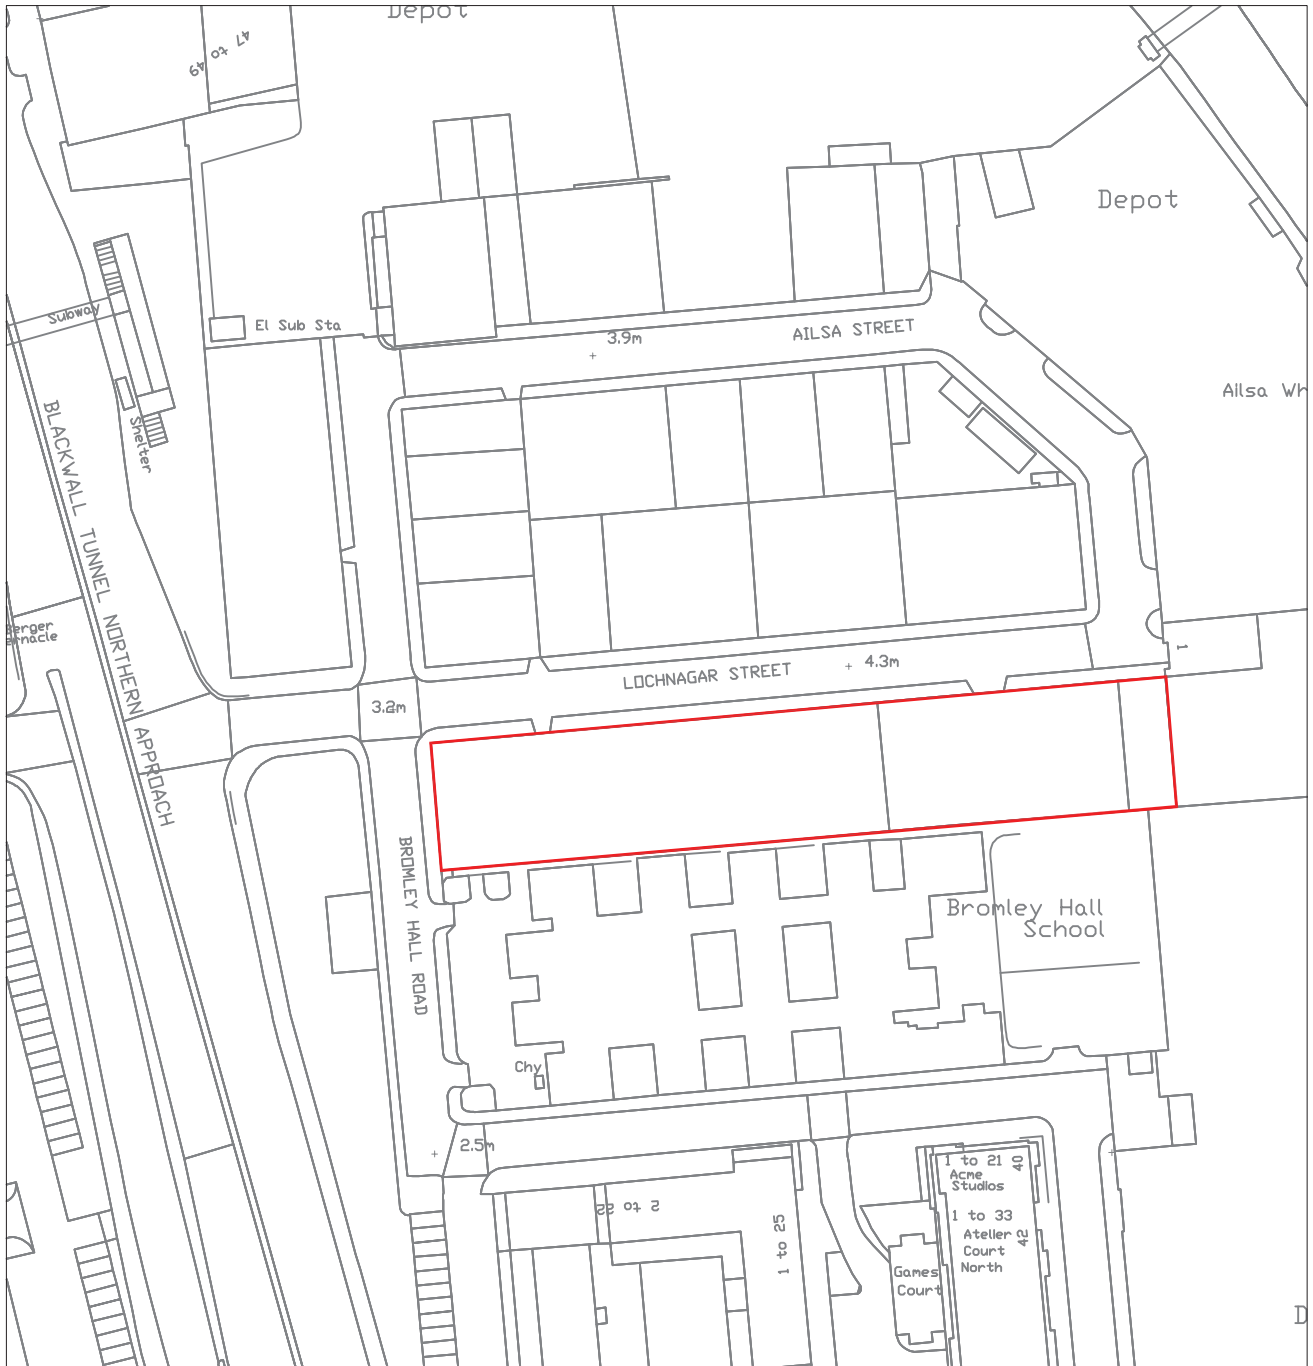 Depot
47 to 49
Depot
Subway
El Sub Sta
3.9m
AILSA STREET
Ailsa Wh
Shelter
BLACKWALL TUNNEL NORTHERN APPROACH
Berger
ernacle
LOCHNAGAR STREET
4.3m
1
3.2m
BROMLEY HALL ROAD
Bromley Hall
School
Chy
2.5m
2 to 22
1 to 25
1 to 21
Acme
Studios
40
1 to 33
Atelier
Court
North
42
Games
Court
D